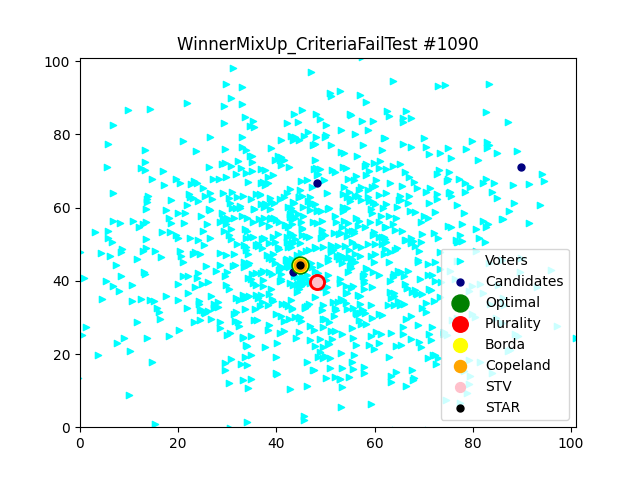 WinnerMixUp_CriteriaFailTest #1090
100
80
60
40
20
0
0
20
40
60
80
100
Voters
Candidates
Optimal
Plurality
Borda
Copeland
STV
STAR